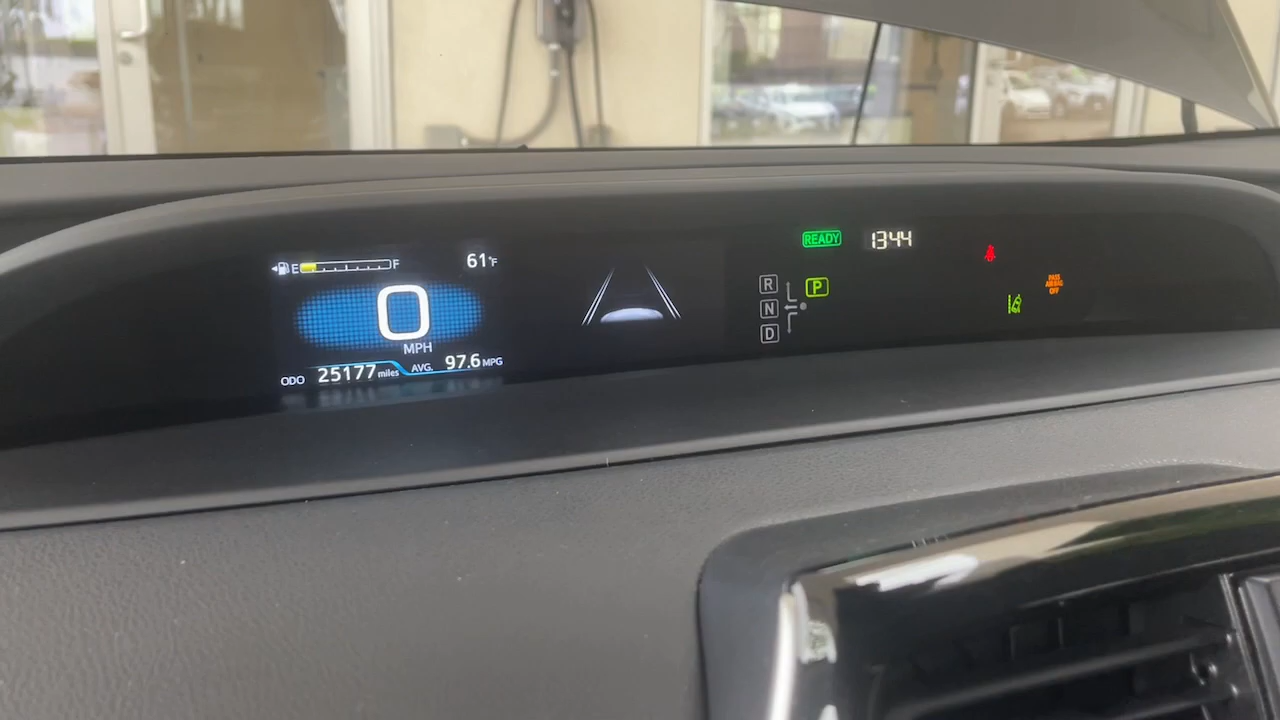 E F 61°F
0
MPH
ODO 25177 miles AVG. 97.6 MPG
READY 13:44
R P
N
D
PASS
AIRBAG
OFF